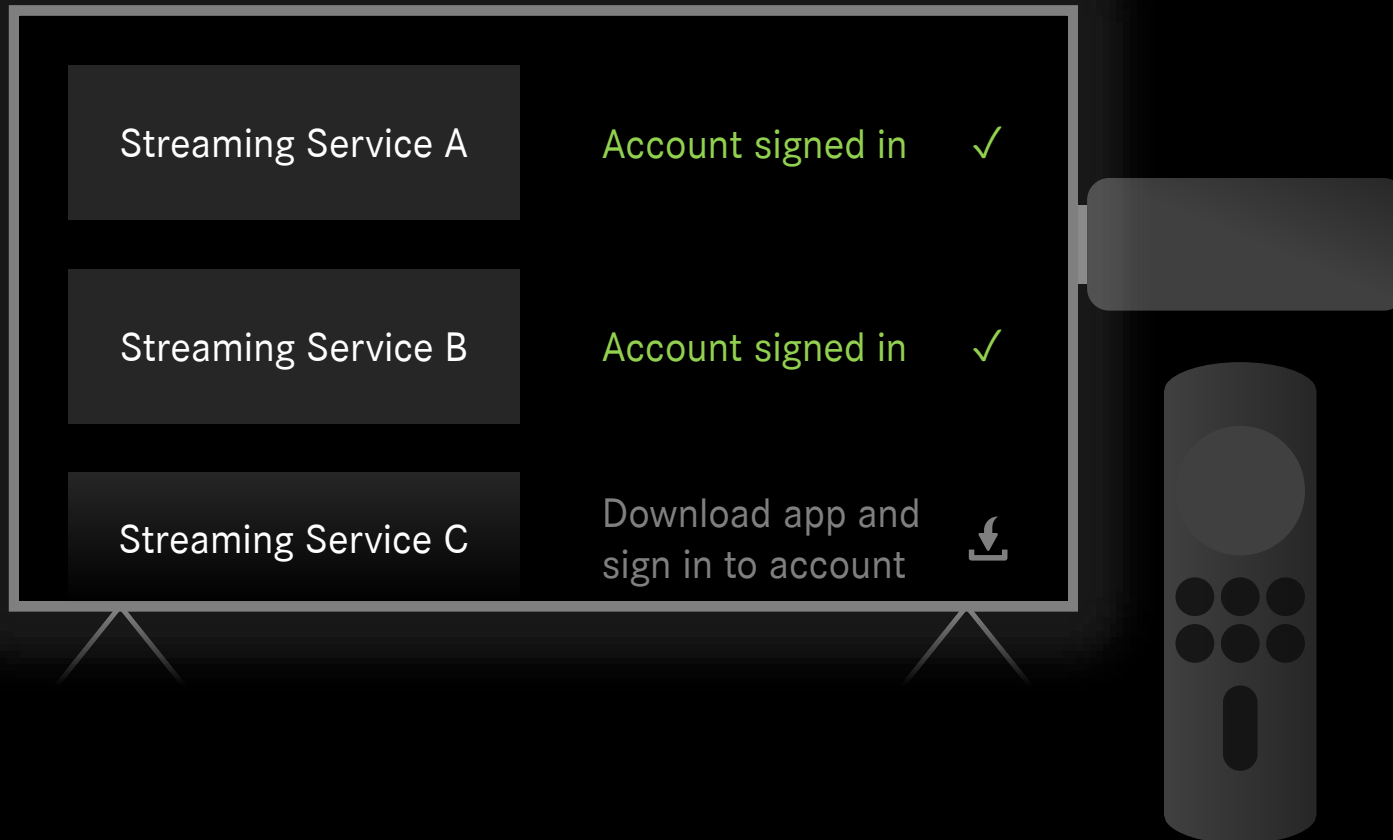 Streaming Service A
Account signed in
Streaming Service B
Account signed in
Streaming Service C
Download app and
sign in to account